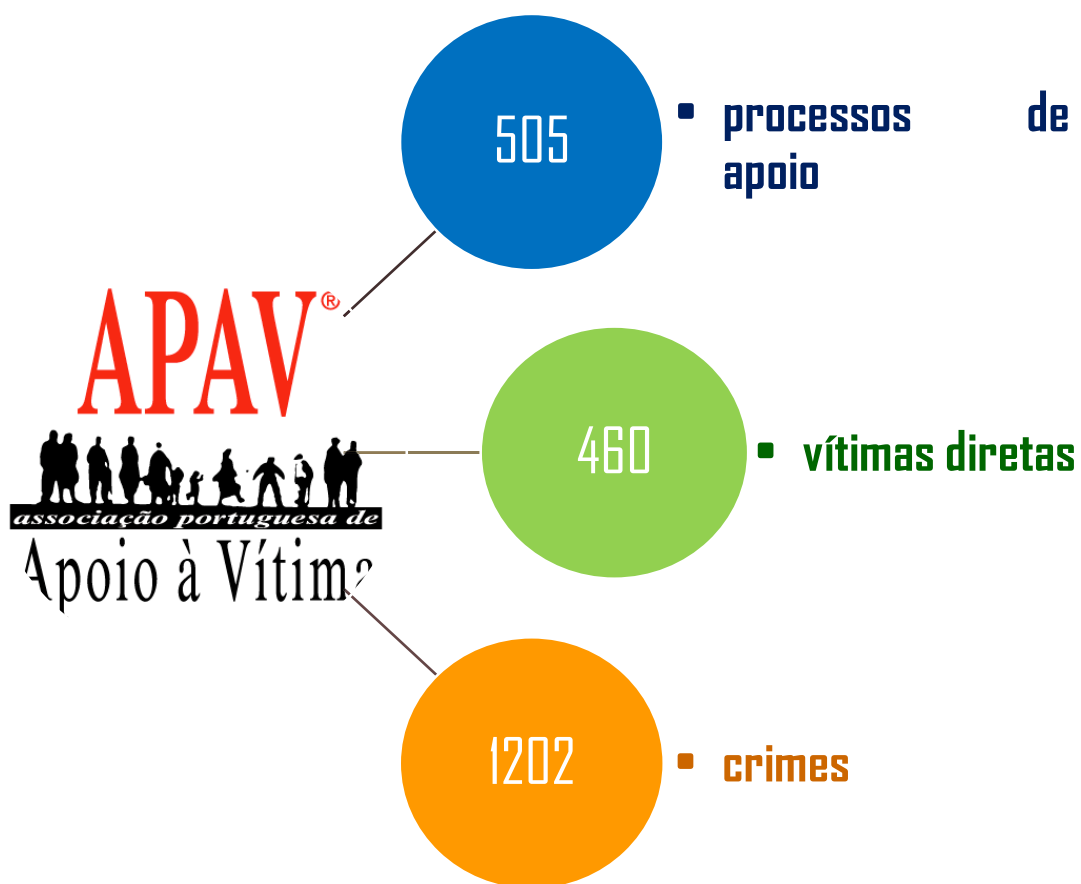 505
▪ processos de
apoio
APAV®
460
▪ vítimas diretas
associação portuguesa de
Apoio à Vítima
1202
▪ crimes